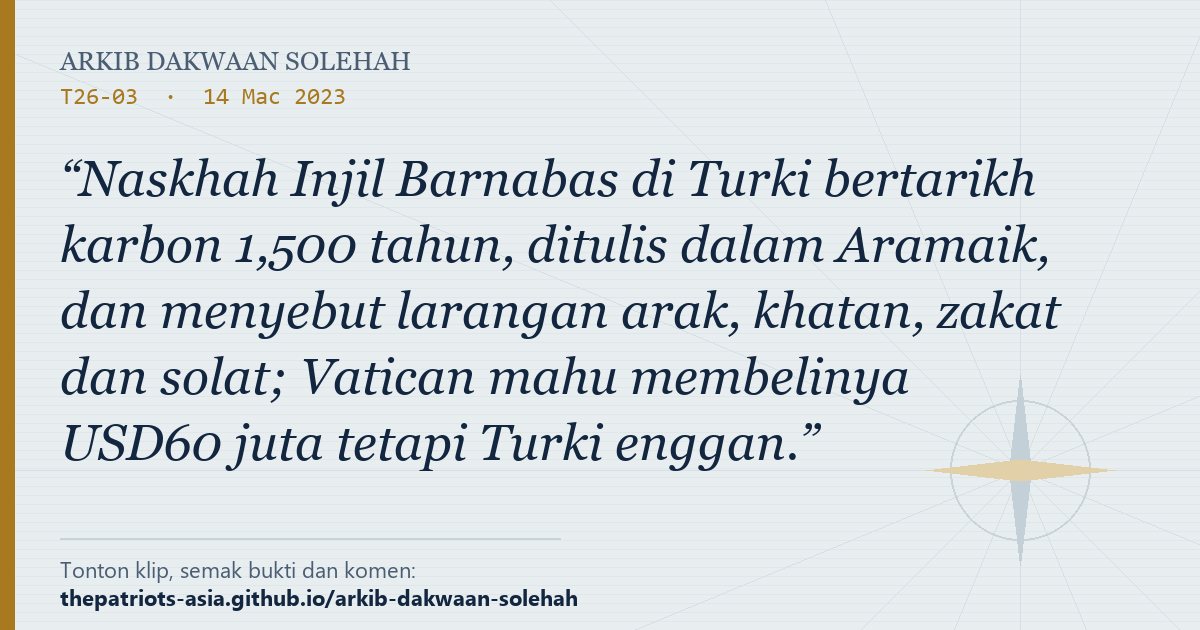 ARKIB DAKWAAN SOLEHAH
T26-03 · 14 Mac 2023
“Naskhah Injil Barnabas di Turki bertarikh
karbon 1,500 tahun, ditulis dalam Aramaik,
dan menyebut larangan arak, khatan, zakat
dan solat; Vatican mahu membelinya
USD60 juta tetapi Turki enggan.”
Tonton klip, semak bukti dan komen:
thepatriots-asia.github.io/arkib-dakwaan-solehah